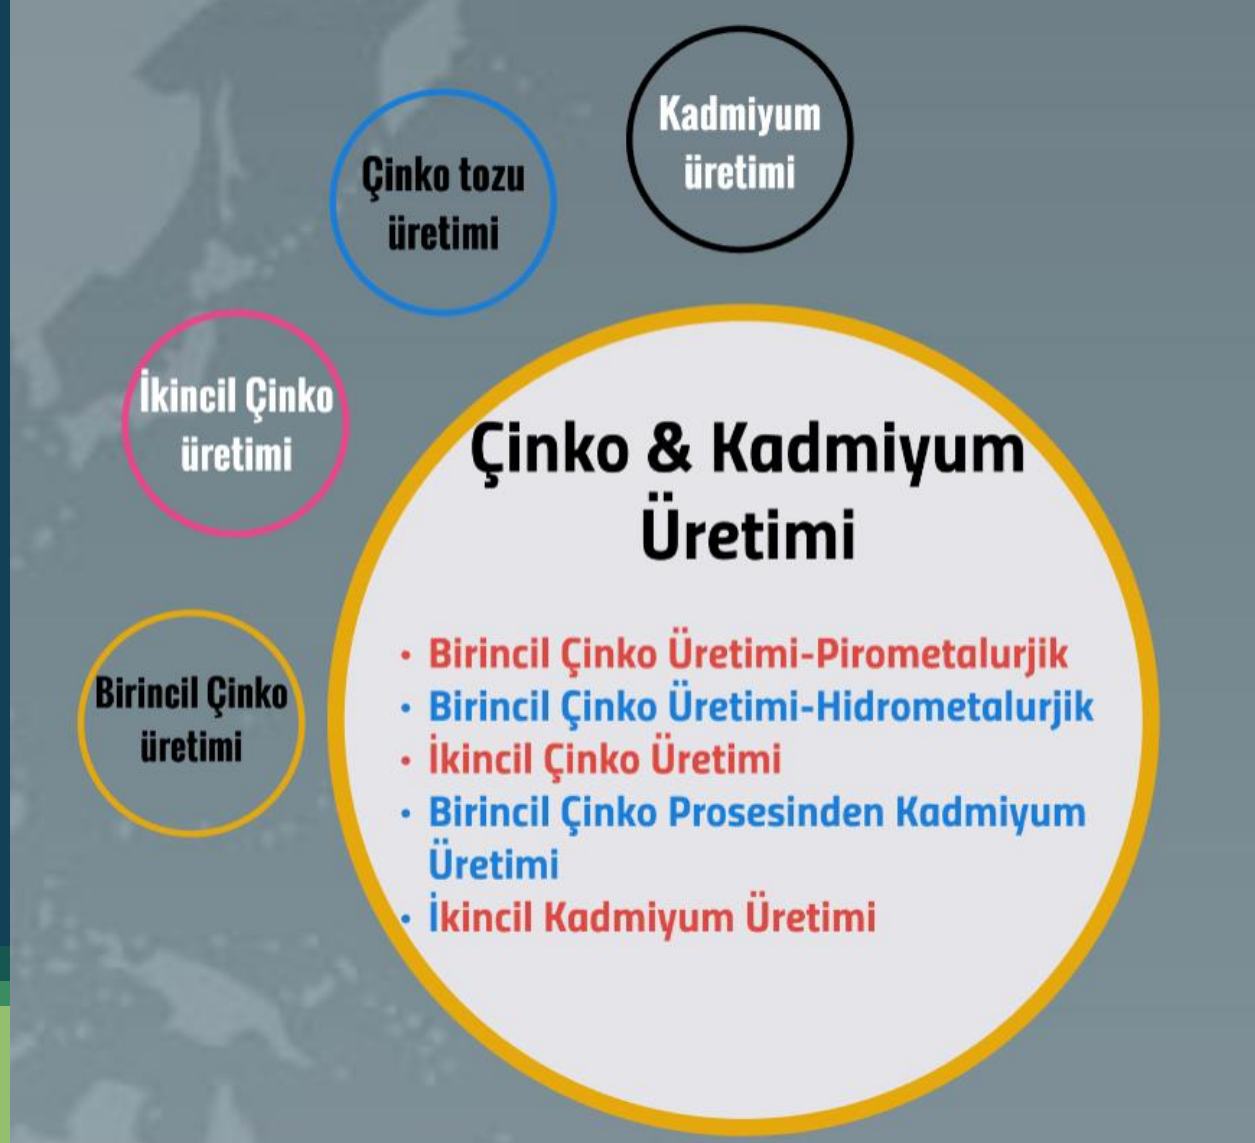 Kadmiyum
üretimi
Çinko tozu
üretimi
İkincil Çinko
üretimi
Birincil Çinko
üretimi
Çinko & Kadmiyum
Üretimi
• Birincil Çinko Üretimi-Pirometalurjik
• Birincil Çinko Üretimi-Hidrometalurjik
• İkincil Çinko Üretimi
• Birincil Çinko Prosesinden Kadmiyum
Üretimi
• İkincil Kadmiyum Üretimi